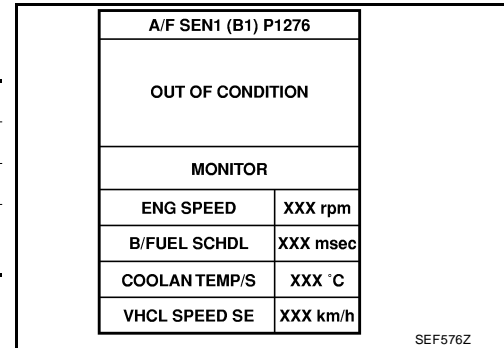 A/F SEN1 (B1) P1276
OUT OF CONDITION
MONITOR
ENG SPEED XXX rpm
B/FUEL SCHDL XXX msec
COOLAN TEMP/S XXX °C
VHCL SPEED SE XXX km/h
SEF576Z